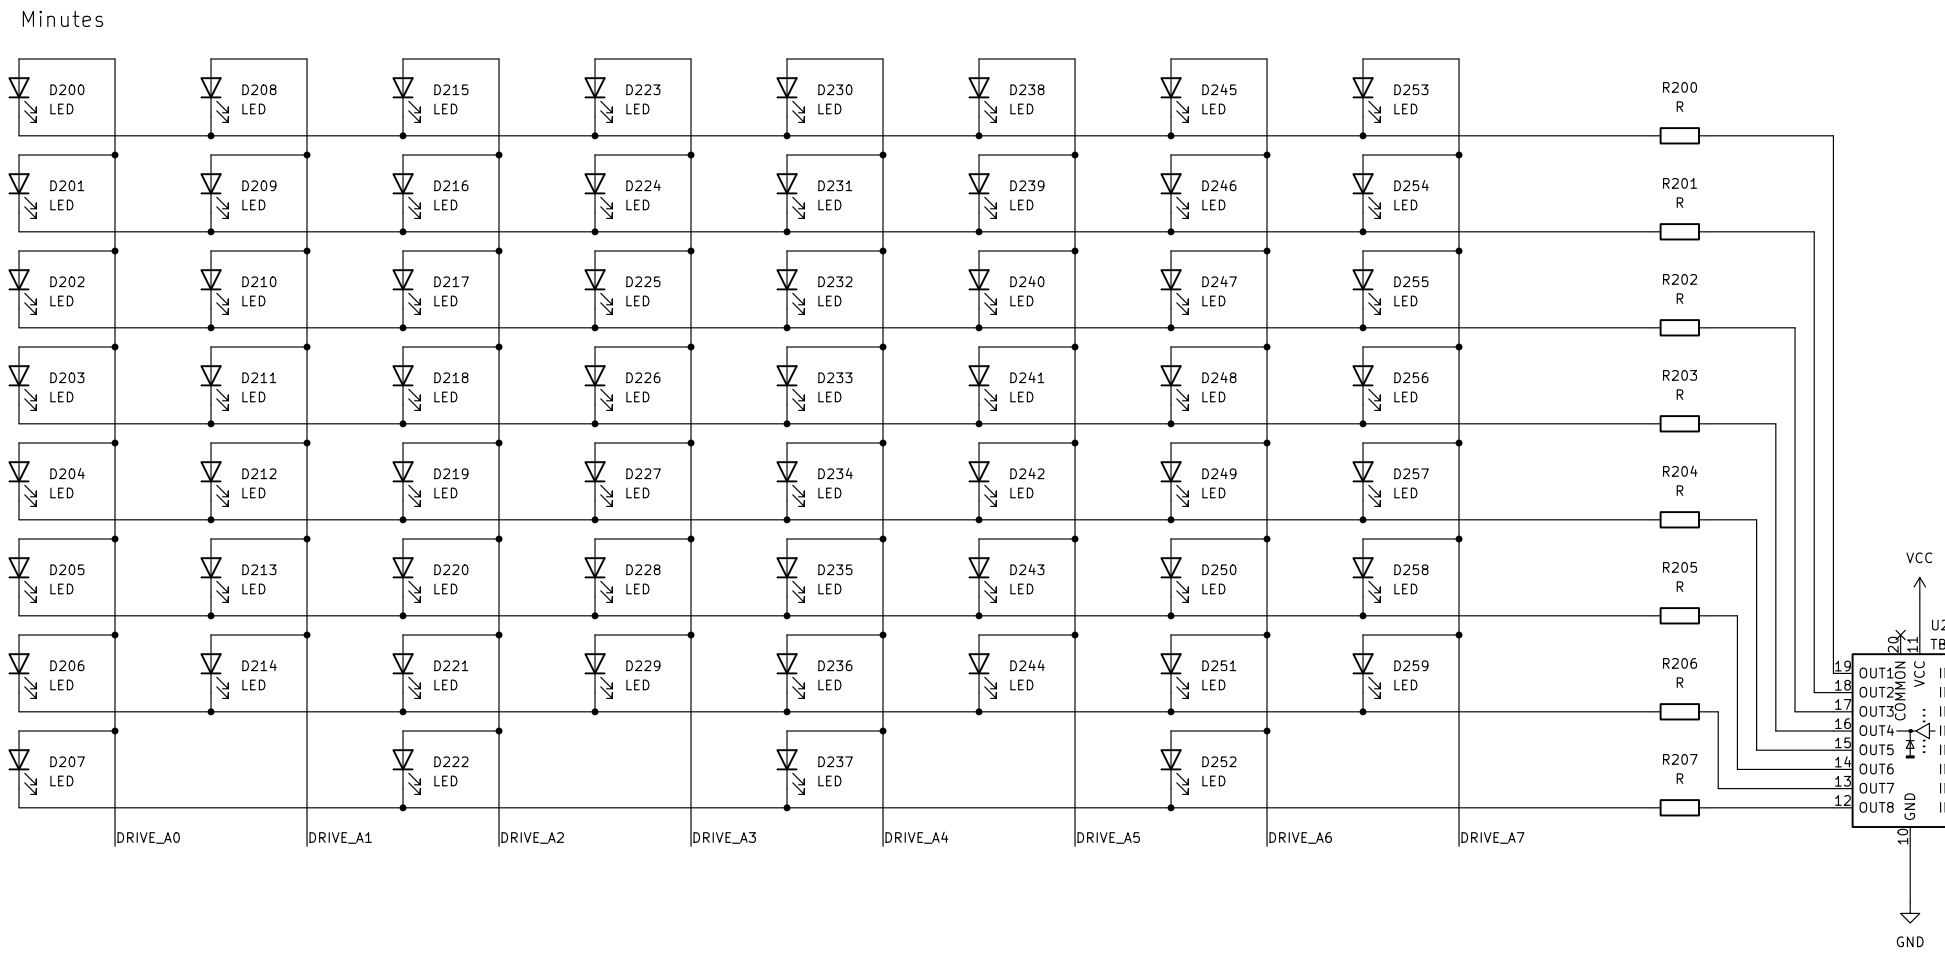 Minutes
D200 D208 D215 D223 D230 D238 D245 D253 R200
LED LED LED LED LED LED LED LED R
D201 D209 D216 D224 D231 D239 D246 D254 R201
LED LED LED LED LED LED LED LED R
D202 D210 D217 D225 D232 D240 D247 D255 R202
LED LED LED LED LED LED LED LED R
D203 D211 D218 D226 D233 D241 D248 D256 R203
LED LED LED LED LED LED LED LED R
D204 D212 D219 D227 D234 D242 D249 D257 R204
LED LED LED LED LED LED LED LED R
D205 D213 D220 D228 D235 D243 D250 D258 R205
LED LED LED LED LED LED LED LED R
D206 D214 D221 D229 D236 D244 D251 D259 R206
LED LED LED LED LED LED LED LED R
D207 D222 D237 D252 R207
LED LED LED LED R
DRIVE_A0 DRIVE_A1 DRIVE_A2 DRIVE_A3 DRIVE_A4 DRIVE_A5 DRIVE_A6 DRIVE_A7
VCC
20 11
COMMON VCC
19 OUT1
18 OUT2
17 OUT3
16 OUT4
15 OUT5
14 OUT6
13 OUT7
12 OUT8
GND
10
GND